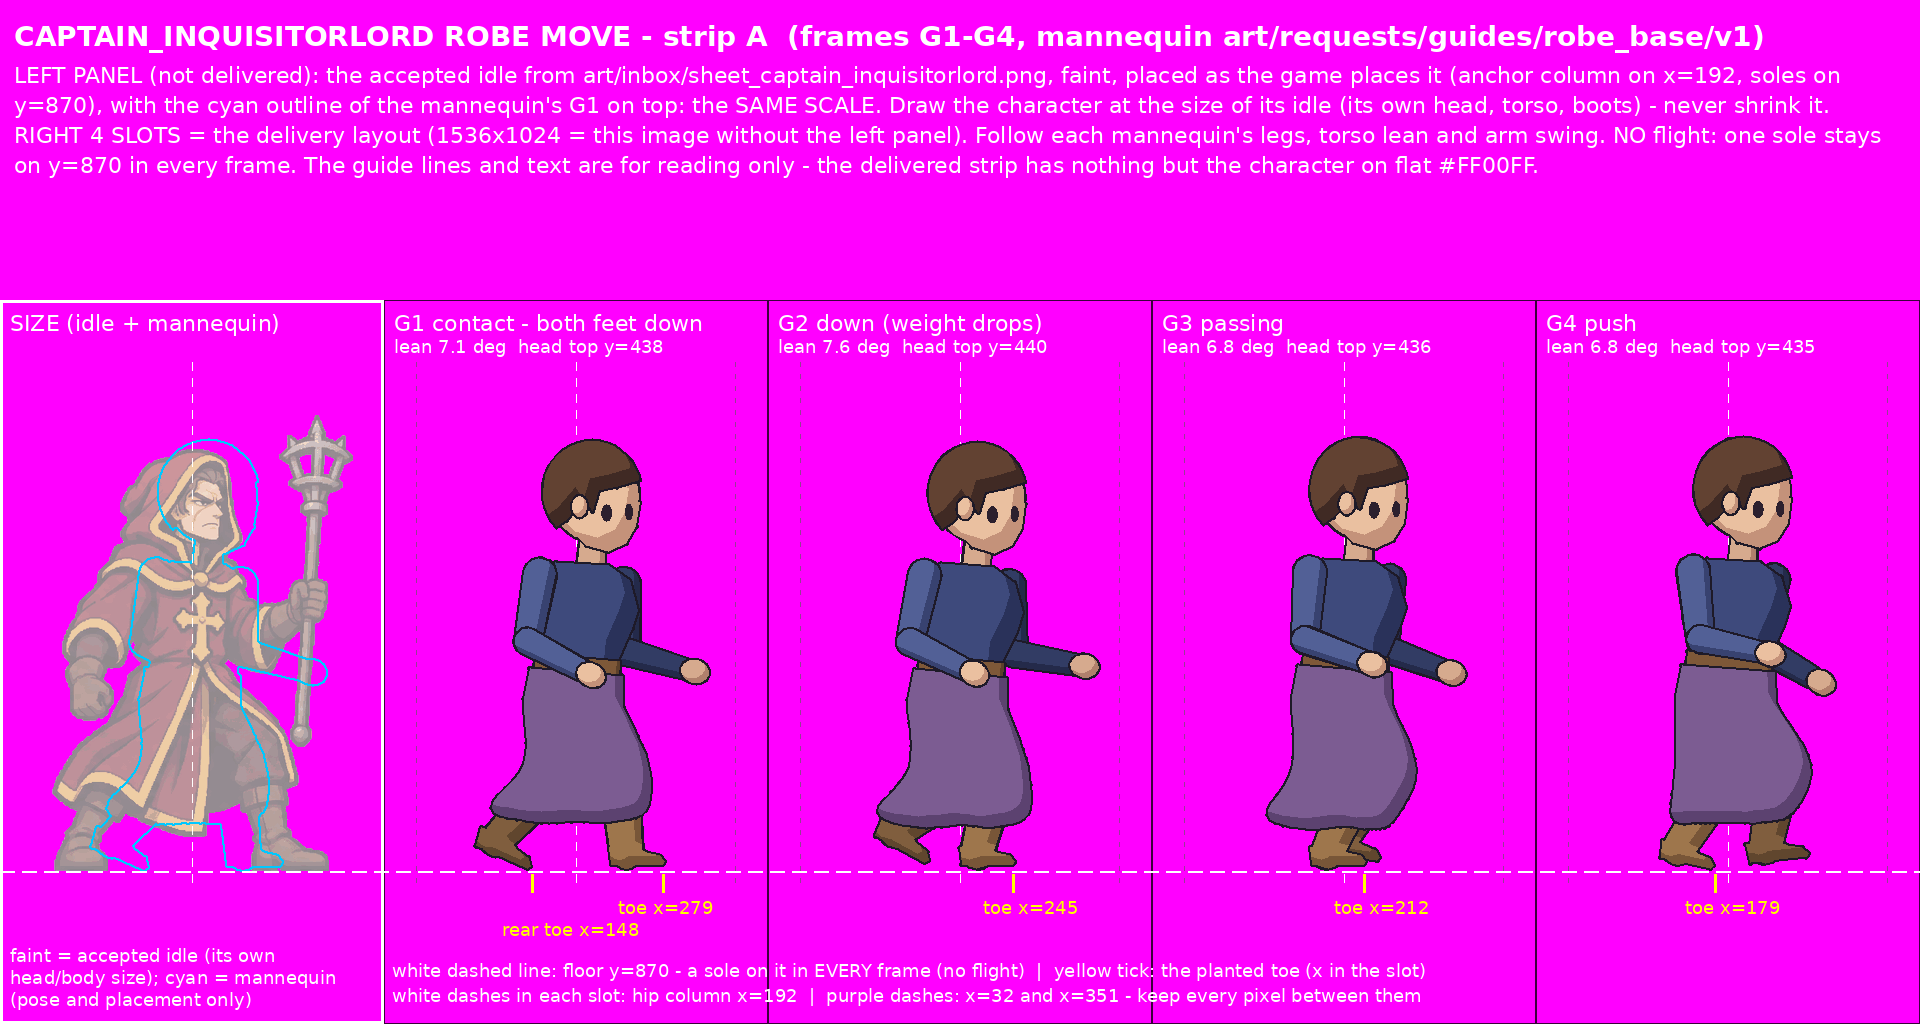 CAPTAIN_INQUISITORLORD ROBE MOVE - strip A  (frames G1-G4, mannequin art/requests/guides/robe_base/v1)
LEFT PANEL (not delivered): the accepted idle from art/inbox/sheet_captain_inquisitorlord.png, faint, placed as the game places it (anchor column on x=192, soles on
y=870), with the cyan outline of the mannequin's G1 on top: the SAME SCALE. Draw the character at the size of its idle (its own head, torso, boots) - never shrink it.
RIGHT 4 SLOTS = the delivery layout (1536x1024 = this image without the left panel). Follow each mannequin's legs, torso lean and arm swing. NO flight: one sole stays
on y=870 in every frame. The guide lines and text are for reading only - the delivered strip has nothing but the character on flat #FF00FF.
SIZE (idle + mannequin)
G1 contact - both feet down
lean 7.1 deg  head top y=438
G2 down (weight drops)
lean 7.6 deg  head top y=440
G3 passing
lean 6.8 deg  head top y=436
G4 push
lean 6.8 deg  head top y=435
toe x=279
rear toe x=148
toe x=245
toe x=212
toe x=179
faint = accepted idle (its own
head/body size); cyan = mannequin
(pose and placement only)
white dashed line: floor y=870 - a sole on it in EVERY frame (no flight)  |  yellow tick: the planted toe (x in the slot)
white dashes in each slot: hip column x=192  |  purple dashes: x=32 and x=351 - keep every pixel between them